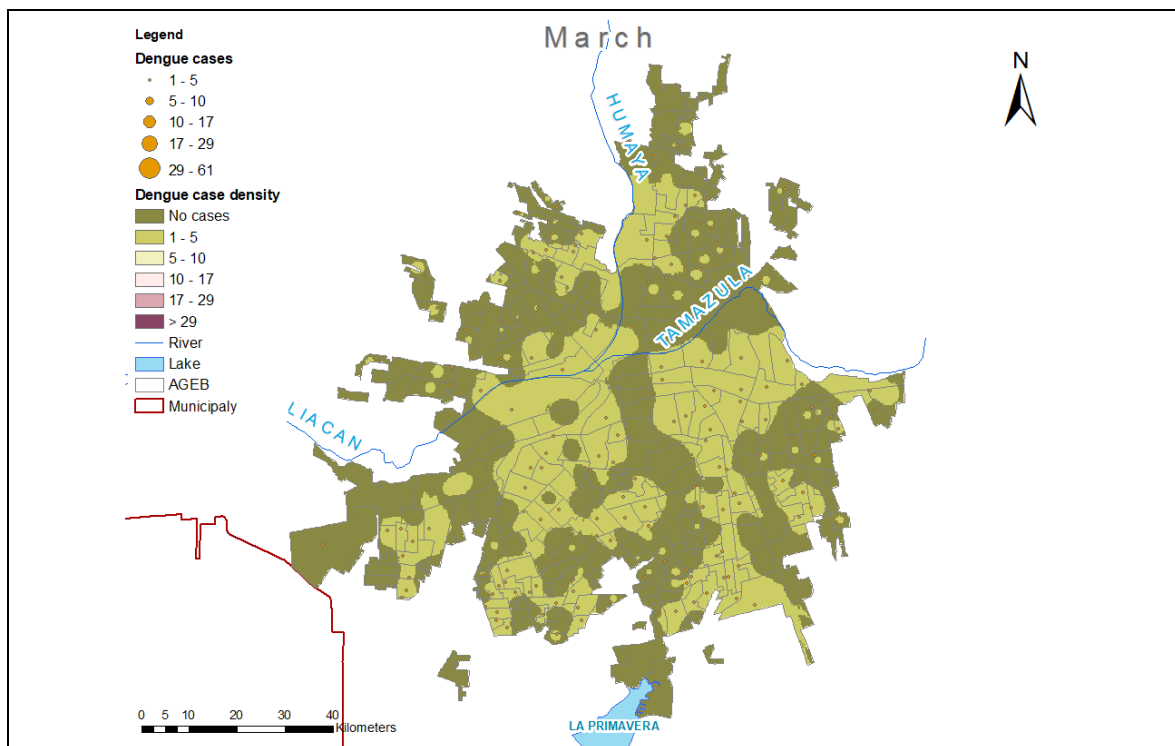 March
Legend
Dengue cases
1 - 5
5 - 10
10 - 17
17 - 29
29 - 61
Dengue case density
No cases
1 - 5
5 - 10
10 - 17
17 - 29
> 29
River
Lake
AGEB
Municipaly
N
HUMAYA
TAMAZULA
LIACAN
LA PRIMAVERA
0 5 10 20 30 40
Kilometers